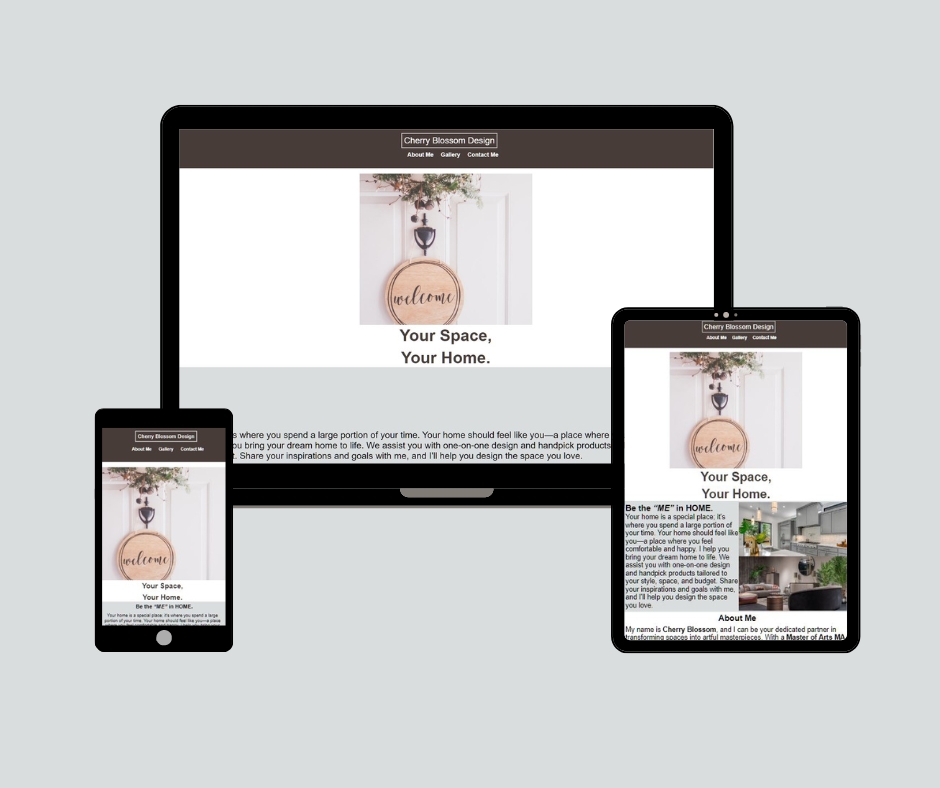 Cherry Blossom Design
About Me Gallery Contact Me
welcome
Your Space,
Your Home.
s where you spend a large portion of your time. Your home should feel like you—a place where
ou bring your dream home to life. We assist you with one-on-one design and handpick products
t. Share your inspirations and goals with me, and I'll help you design the space you love.
Cherry Blossom Design
About Me Gallery Contact Me
welcome
Your Space,
Your Home.
Be the "ME" in HOME.
Your home is a special place; it's where you spend a large
portion of your time. Your home should feel like you—a place
Cherry Blossom Design
About Me Gallery Contact Me
welcome
Your Space,
Your Home.
Be the "ME" in HOME.
Your home is a special place; it's
where you spend a large portion of
your time. Your home should feel like
you—a place where you feel
comfortable and happy. I help you
bring your dream home to life. We
assist you with one-on-one design
and handpick products tailored to
your style, space, and budget. Share
your inspirations and goals with me,
and I'll help you design the space
you love.
About Me
My name is Cherry Blossom, and I can be your dedicated partner in
transforming spaces into artful masterpieces. With a Master of Arts MA